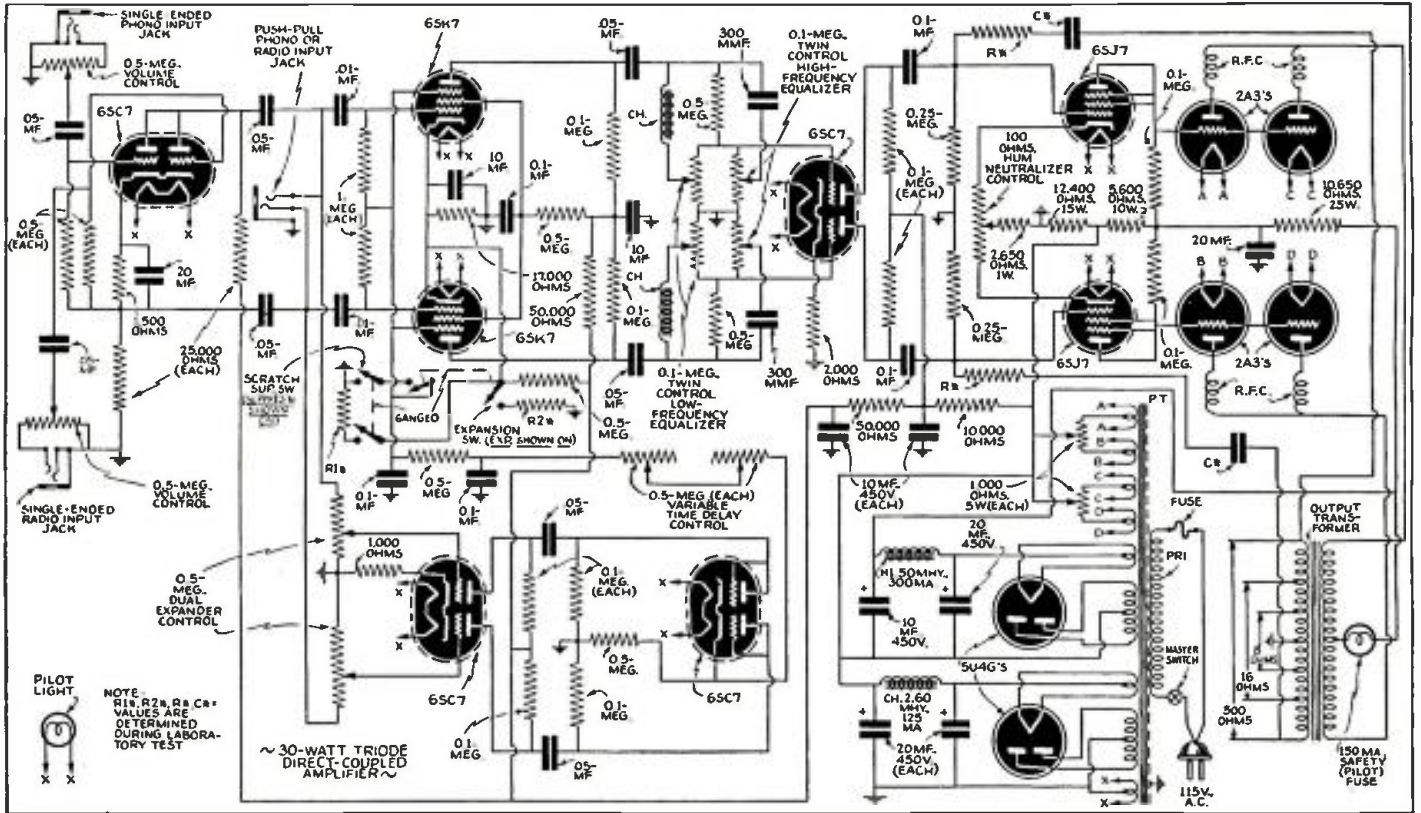 SINGLE-ENDED
PHONO INPUT
JACK
0.5-MEG.
VOLUME
CONTROL
.05-
MF.
6SC7
0.5-
MEG
(EACH)
X
X
20
MF.
1,500
OHMS
25,000
OHMS
(EACH)
0.5-MEG.
VOLUME
CONTROL
SINGLE-ENDED
RADIO INPUT
JACK
PUSH-PULL
PHONO OR
RADIO INPUT
JACK
.05-
MF.
.01-
MF.
1
MEG
(EACH)
.05-
MF.
.1-
MF.
SCRATCH
SUP. SW
R1*
GANGED
EXPANSION
SW. (EXP. SHOWN ON)
R2*
0.5-
MEG.
6SK7
X X
10
MF.
0.1-
MF.
0.5-
MEG.
17,000
OHMS
50,000
OHMS
X X
6SK7
.05-
MF.
0.1-
MEG.
10
MF.
0.1-
MEG.
.05-
MF.
CH.
CH
0.5
MEG.
300
MMF.
0.1-MEG.
TWIN
CONTROL
HIGH-
FREQUENCY
EQUALIZER
6SC7
X
X
0.5-
MEG.
300
MMF
2,000
OHMS
0.1-MEG.
TWIN
CONTROL
LOW-
FREQUENCY
EQUALIZER
0.1-
MF.
0.1-
MEG
(EACH)
0.1-
MF
0.25-
MEG.
0.25-
MEG.
R*
C*
R*
C*
6SJ7
X X
100
OHMS,
HUM
NEUTRALIZER
CONTROL
12,400
OHMS
15W.
5,600
OHMS,
10W.
2,650
OHMS,
1W.
X X
6SJ7
0.1-
MEG.
0.1-
MEG.
R.F.C
2A3'S
A A
C C
10,650
OHMS
25W.
20 MF.
B B
D D
2A3'S
R.F.C.
0.1-
MF.
0.5-
MEG
0.1-
MF.
0.5-MEG (EACH)
VARIABLE
TIME DELAY
CONTROL
50,000
OHMS
10,000
OHMS
10 MF.
450V.
(EACH)
1,000
OHMS,
5W(EACH)
A
A
B
B
C
C
D
D
PT
FUSE
PRI
MASTER
SWITCH
115V.,
A.C.
0.5-
MEG.,
DUAL
EXPANDER
CONTROL
1,000
OHMS
X
X
6SC7
.05-
MF
0.1-
MEG.
(EACH)
0.5-
MEG.
0.1-
MEG.
0.1
MEG
.05-
MF
X
X
6SC7
CH1.50MHY.,
300MA
20
MF.,
450V.
10
MF
450V.
5U4G'S
CH.2.60
MHY.
125
MA
20MF.,
450V.
(EACH)
X
X
OUTPUT
TRANS-
FORMER
16
OHMS
500
OHMS
150 MA.
SAFETY
(PILOT)
FUSE
PILOT
LIGHT
X X
NOTE:
R1*, R2*, R*, C*=
VALUES ARE
DETERMINED
DURING LABORA-
TORY TEST
~30-WATT TRIODE
DIRECT-COUPLED
AMPLIFIER~